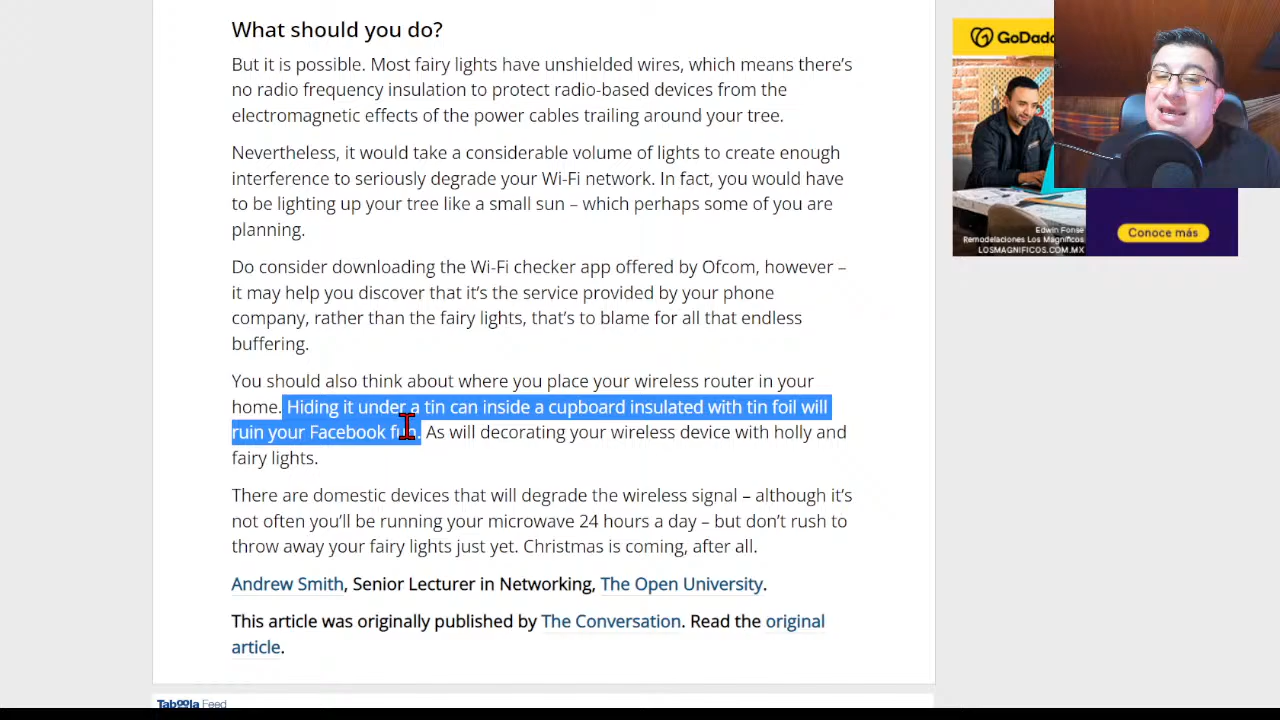 What should you do?
But it is possible. Most fairy lights have unshielded wires, which means there's
no radio frequency insulation to protect radio-based devices from the
electromagnetic effects of the power cables trailing around your tree.
Nevertheless, it would take a considerable volume of lights to create enough
interference to seriously degrade your Wi-Fi network. In fact, you would have
to be lighting up your tree like a small sun – which perhaps some of you are
planning.
Do consider downloading the Wi-Fi checker app offered by Ofcom, however –
it may help you discover that it's the service provided by your phone
company, rather than the fairy lights, that's to blame for all that endless
buffering.
You should also think about where you place your wireless router in your
home. Hiding it under a tin can inside a cupboard insulated with tin foil will
ruin your Facebook fun. As will decorating your wireless device with holly and
fairy lights.
There are domestic devices that will degrade the wireless signal – although it's
not often you'll be running your microwave 24 hours a day – but don't rush to
throw away your fairy lights just yet. Christmas is coming, after all.
Andrew Smith, Senior Lecturer in Networking, The Open University.
This article was originally published by The Conversation. Read the original
article.
Taboola Feed
GoDadd
Edwin Fonse
Remodelaciones Los Magníficos
LOSMAGNIFICOS.COM.MX
Conoce más